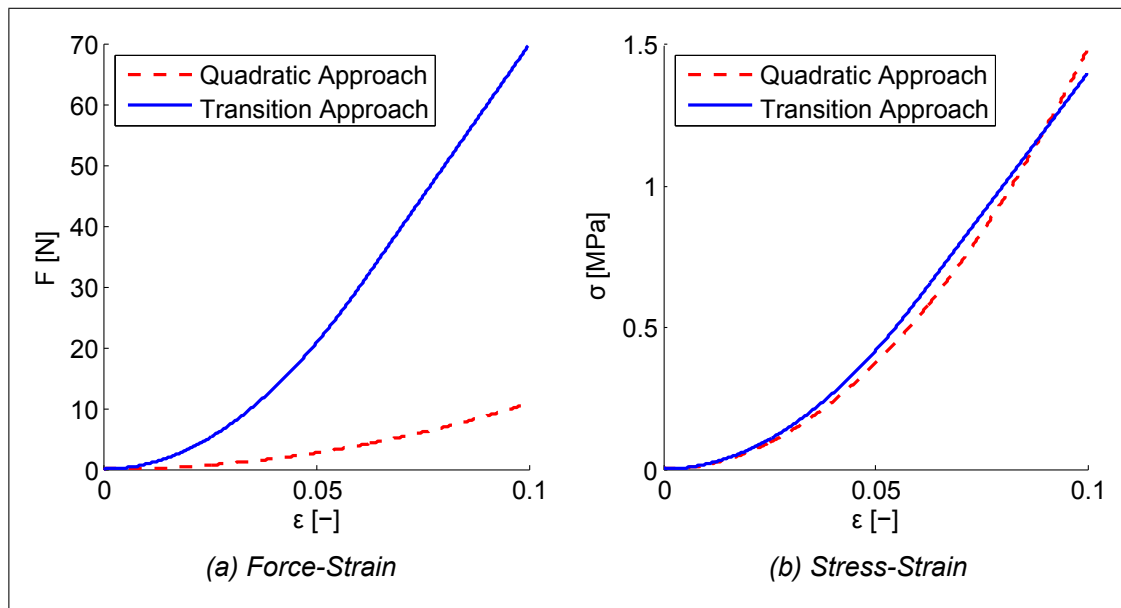 70
60
50
40
30
20
10
0
F [N]
Quadratic Approach
Transition Approach
0
0.05
0.1
ε [−]
(a) Force-Strain
1.5
1
0.5
0
σ [MPa]
Quadratic Approach
Transition Approach
0
0.05
0.1
ε [−]
(b) Stress-Strain